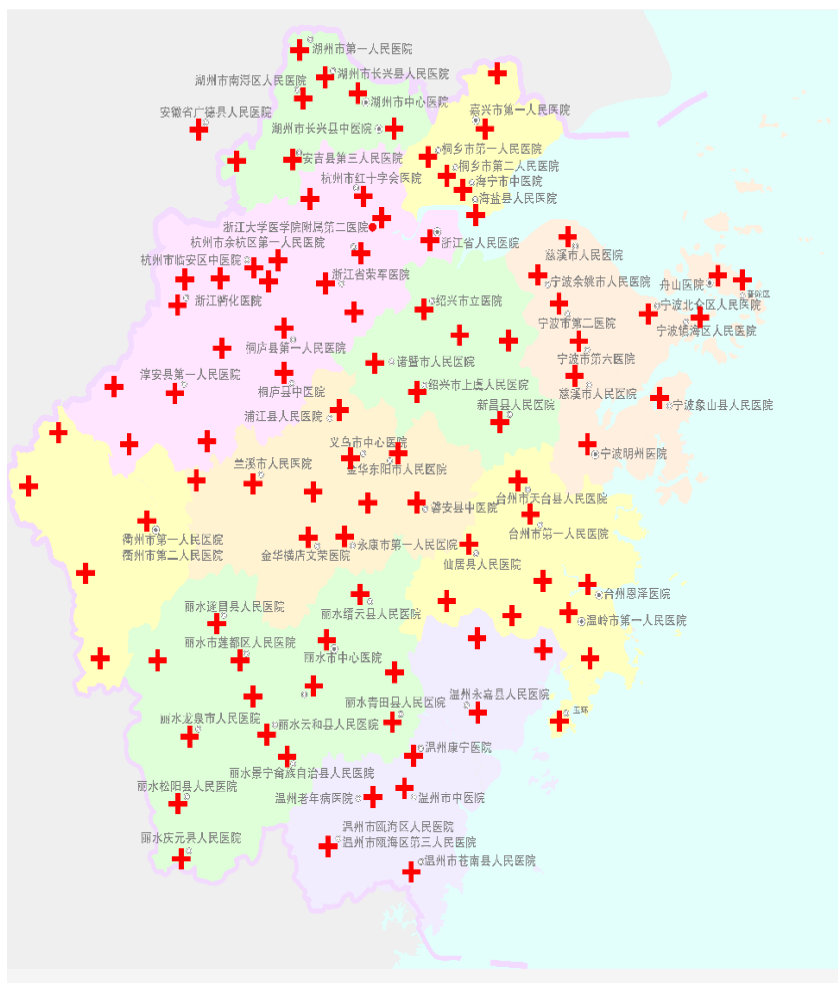 湖州市第一人民医院
湖州市长兴县人民医院
湖州市南浔区人民医院
湖州市中心医院
安徽省广德县人民医院
嘉兴市第一人民医院
湖州市长兴县中医院
桐乡市第一人民医院
安吉县第三人民医院
桐乡市第二人民医院
杭州市红十字会医院
海宁市中医院
海盐县人民医院
浙江大学医学院附属第二医院
杭州市余杭区第一人民医院
浙江省人民医院
慈溪市人民医院
杭州市临安区中医院
浙江省荣军医院
宁波余姚市人民医院
舟山医院
普陀区
浙江衢化医院
绍兴市立医院
宁波北仑区人民医院
宁波市第二医院
宁波镇海区人民医院
桐庐县第一人民医院
宁波市第六医院
诸暨市人民医院
淳安县第一人民医院
桐庐县中医院
绍兴市上虞人民医院
慈溪市人民医院
新昌县人民医院
宁波象山县人民医院
浦江县人民医院
义乌市中心医院
宁波明州医院
兰溪市人民医院
金华东阳市人民医院
台州市天台县人民医院
磐安县中医院
台州市第一人民医院
衢州市第一人民医院
衢州市第二人民医院
永康市第一人民医院
金华横店文荣医院
仙居县人民医院
台州恩泽医院
丽水遂昌县人民医院
丽水缙云县人民医院
温岭市第一人民医院
丽水市莲都区人民医院
丽水市中心医院
温州永嘉县人民医院
丽水青田县人民医院
玉环
丽水龙泉市人民医院
丽水云和县人民医院
温州康宁医院
丽水景宁畲族自治县人民医院
丽水松阳县人民医院
温州老年病医院
温州市中医院
温州市瓯海区人民医院
丽水庆元县人民医院
温州市瓯海区第三人民医院
温州市苍南县人民医院